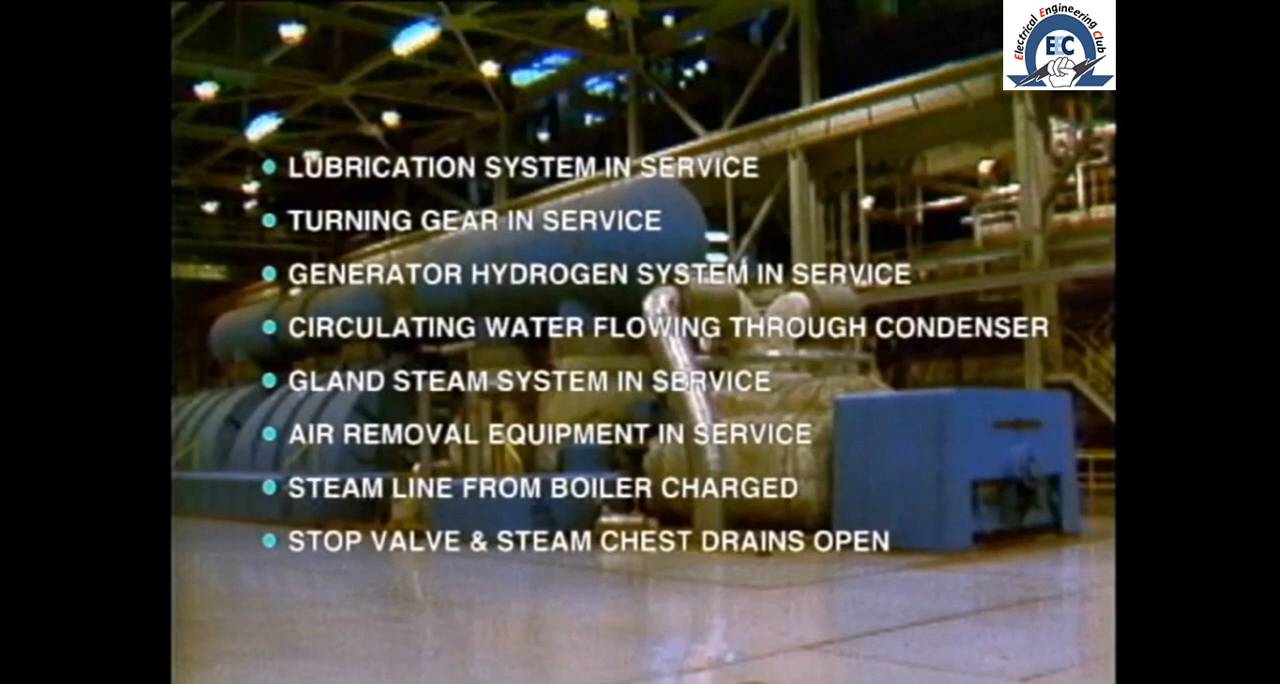 Electrical Engineering Club
EEC
• LUBRICATION SYSTEM IN SERVICE
• TURNING GEAR IN SERVICE
• GENERATOR HYDROGEN SYSTEM IN SERVICE
• CIRCULATING WATER FLOWING THROUGH CONDENSER
• GLAND STEAM SYSTEM IN SERVICE
• AIR REMOVAL EQUIPMENT IN SERVICE
• STEAM LINE FROM BOILER CHARGED
• STOP VALVE & STEAM CHEST DRAINS OPEN